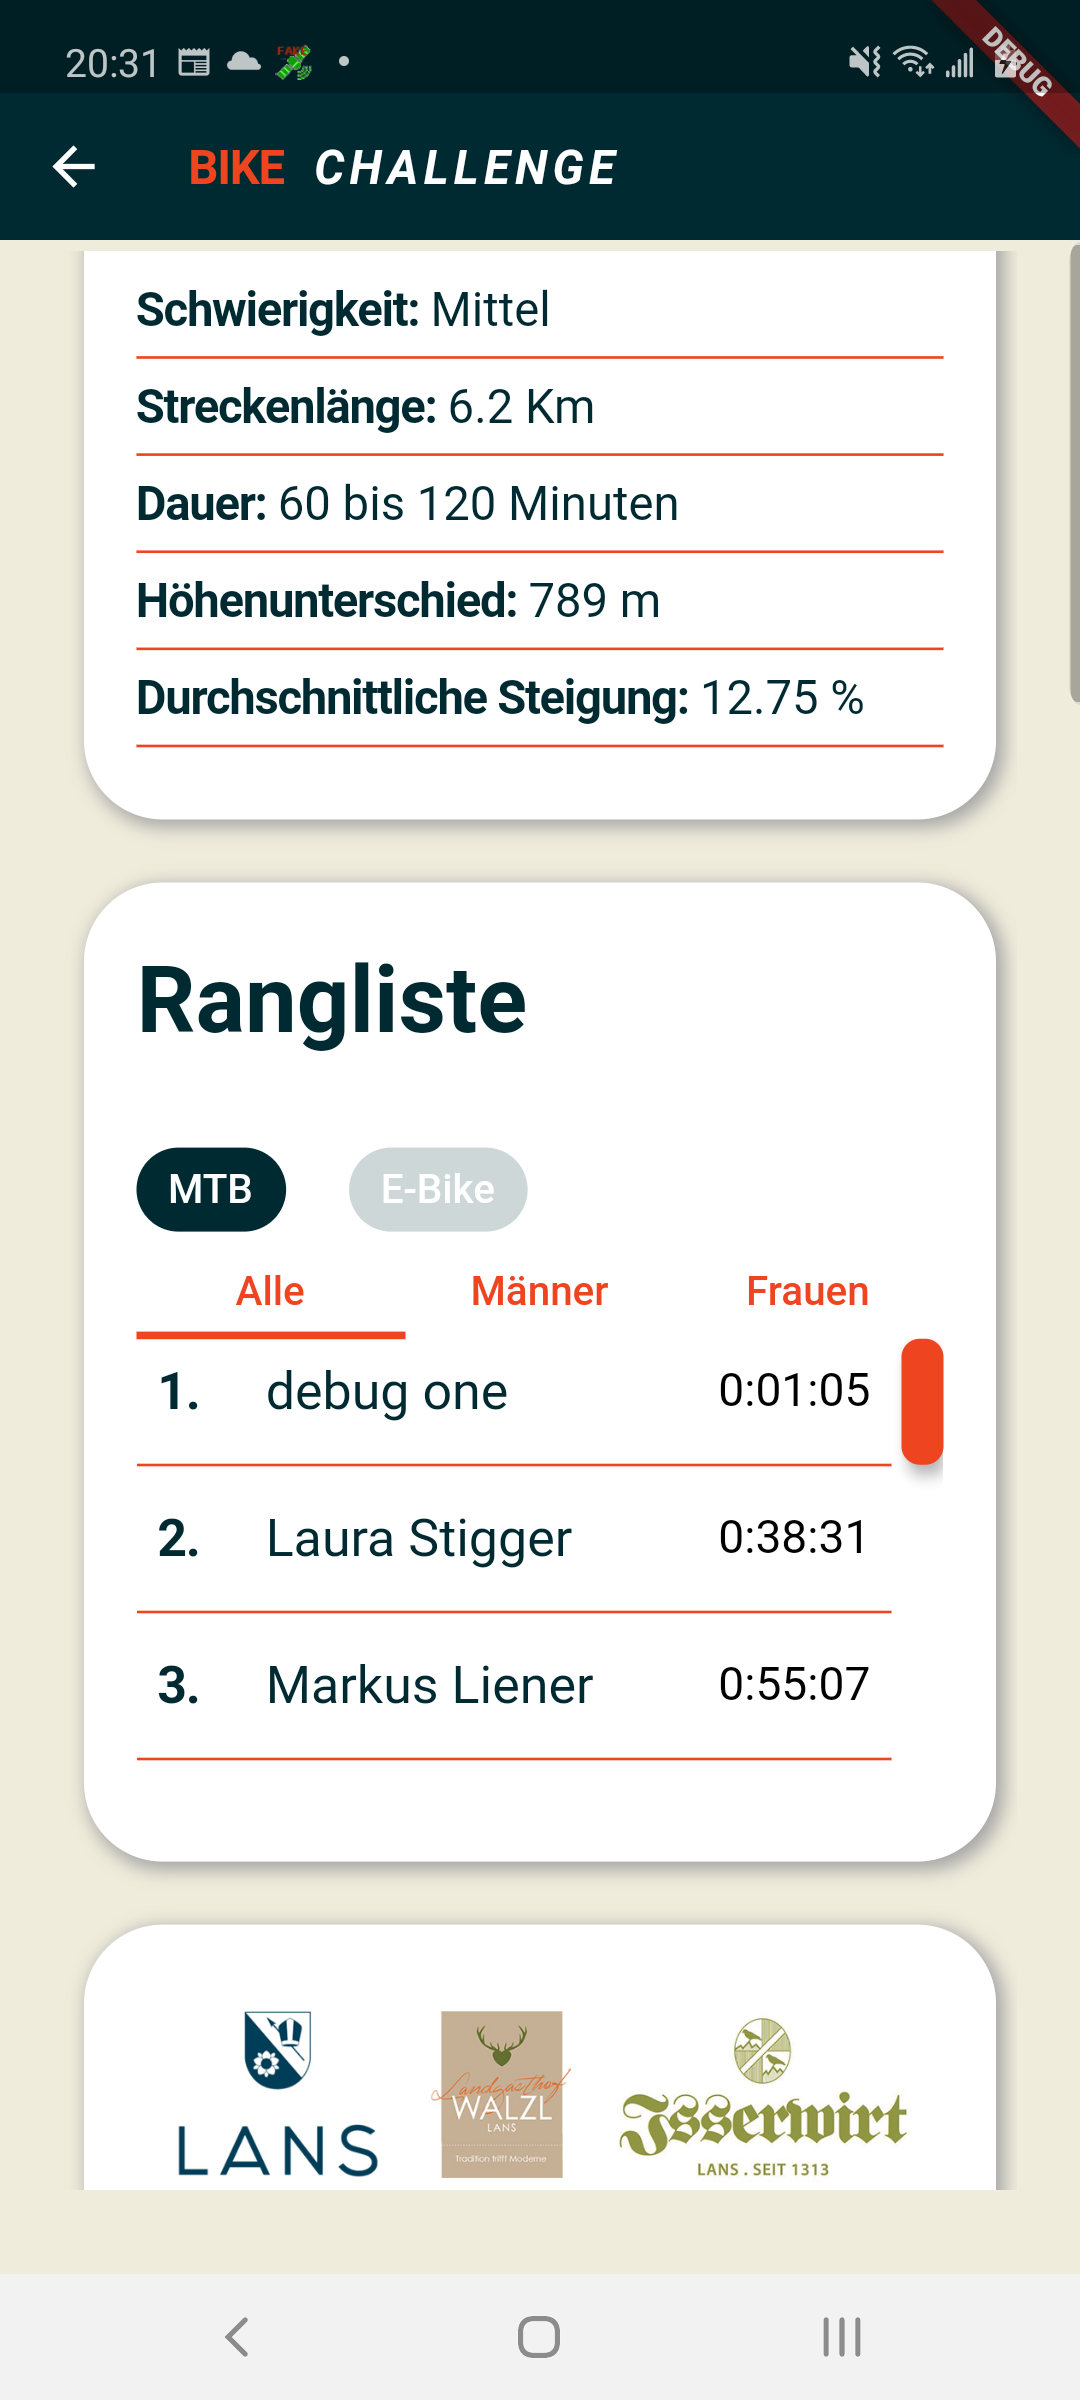 20:31
FAKE
DEBUG
BIKE CHALLENGE
Schwierigkeit: Mittel
Streckenlänge: 6.2 Km
Dauer: 60 bis 120 Minuten
Höhenunterschied: 789 m
Durchschnittliche Steigung: 12.75 %
Rangliste
MTB E-Bike
Alle Männer Frauen
1. debug one 0:01:05
2. Laura Stigger 0:38:31
3. Markus Liener 0:55:07
LANS
Landgasthof
WALZL
LANS
Tradition trifft Moderne
Isserwirt
LANS . SEIT 1313